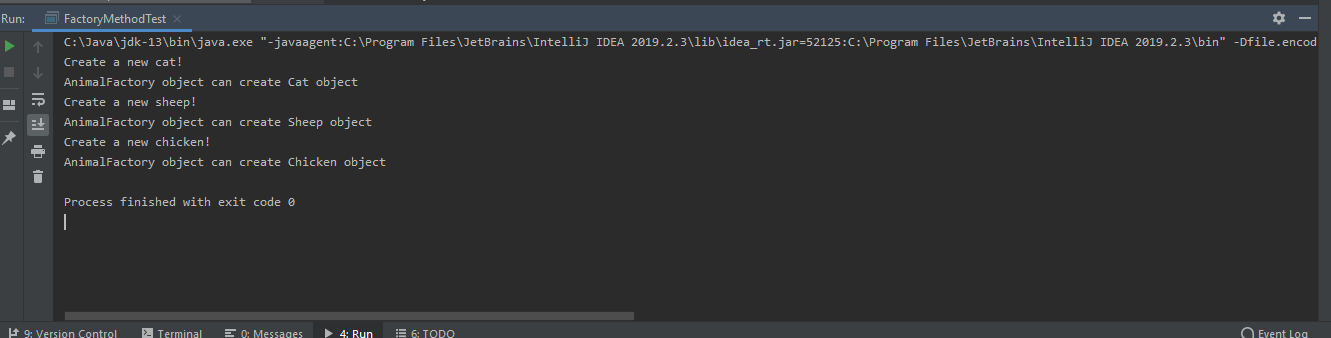 Run: FactoryMethodTest
C:\Java\jdk-13\bin\java.exe "-javaagent:C:\Program Files\JetBrains\IntelliJ IDEA 2019.2.3\lib\idea_rt.jar=52125:C:\Program Files\JetBrains\IntelliJ IDEA 2019.2.3\bin" -Dfile.encod
Create a new cat!
AnimalFactory object can create Cat object
Create a new sheep!
AnimalFactory object can create Sheep object
Create a new chicken!
AnimalFactory object can create Chicken object
Process finished with exit code 0
9: Version Control Terminal 0: Messages 4: Run 6: TODO Event Log